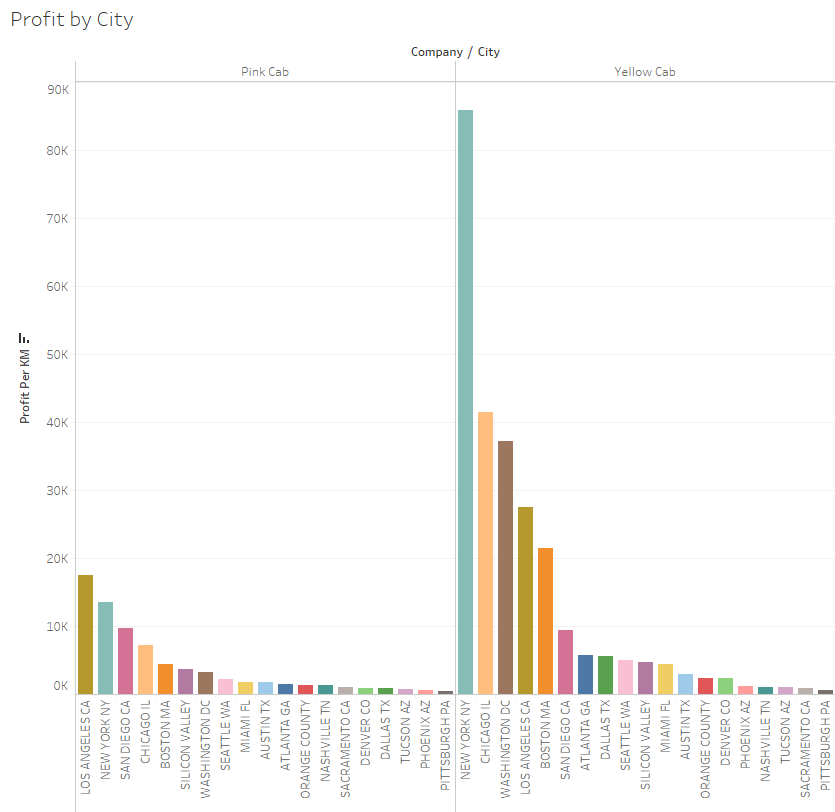 Profit by City
Company / City
Pink Cab
Yellow Cab
Profit Per KM
90K
80K
70K
60K
50K
40K
30K
20K
10K
0K
LOS ANGELES CA
NEW YORK NY
SAN DIEGO CA
CHICAGO IL
BOSTON MA
SILICON VALLEY
WASHINGTON DC
SEATTLE WA
MIAMI FL
AUSTIN TX
ATLANTA GA
ORANGE COUNTY
NASHVILLE TN
SACRAMENTO CA
DENVER CO
DALLAS TX
TUCSON AZ
PHOENIX AZ
PITTSBURGH PA
NEW YORK NY
CHICAGO IL
WASHINGTON DC
LOS ANGELES CA
BOSTON MA
SAN DIEGO CA
ATLANTA GA
DALLAS TX
SEATTLE WA
SILICON VALLEY
MIAMI FL
AUSTIN TX
ORANGE COUNTY
DENVER CO
PHOENIX AZ
NASHVILLE TN
TUCSON AZ
SACRAMENTO CA
PITTSBURGH PA